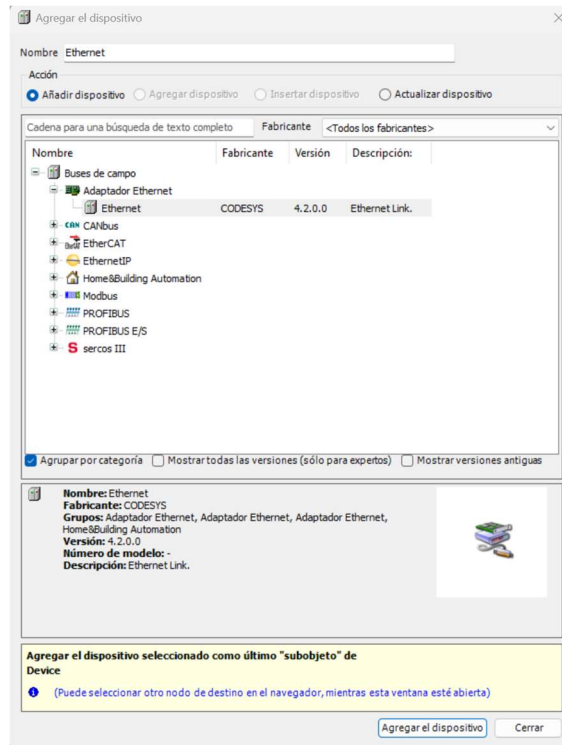 Agregar el dispositivo
Nombre Ethernet
Acción
Añadir dispositivo Agregar dispositivo Insertar dispositivo Actualizar dispositivo
Cadena para una búsqueda de texto completo Fabricante <Todos los fabricantes>
Nombre Fabricante Versión Descripción:
Buses de campo
Adaptador Ethernet
Ethernet CODESYS 4.2.0.0 Ethernet Link.
CAN CANbus
EtherCAT
EthernetIP
Home&Building Automation
Modbus
PROFIBUS
PROFIBUS E/S
S sercos III
Agrupar por categoría Mostrar todas las versiones (sólo para expertos) Mostrar versiones antiguas
Nombre: Ethernet
Fabricante: CODESYS
Grupos: Adaptador Ethernet, Adaptador Ethernet, Adaptador Ethernet,
Home&Building Automation
Versión: 4.2.0.0
Número de modelo: -
Descripción: Ethernet Link.
Agregar el dispositivo seleccionado como último "subobjeto" de
Device
(Puede seleccionar otro nodo de destino en el navegador, mientras esta ventana esté abierta)
Agregar el dispositivo Cerrar